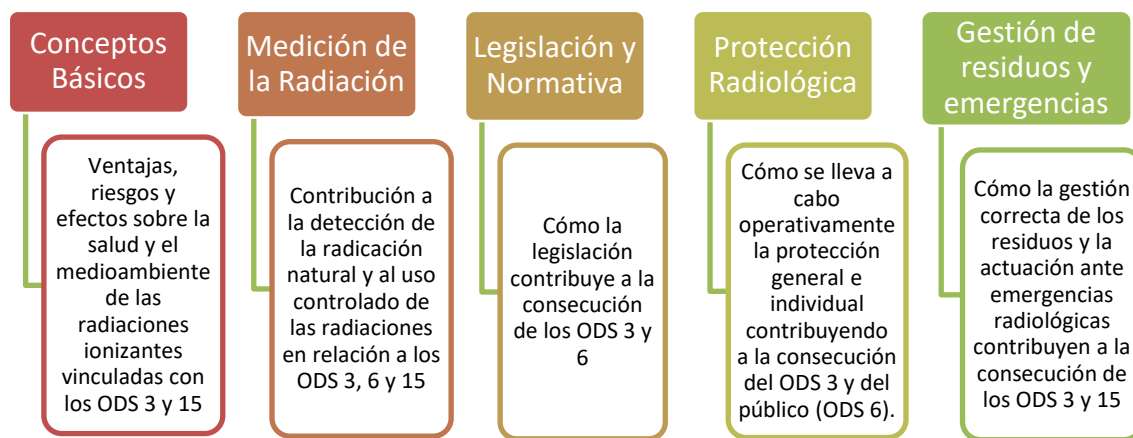 Conceptos
Básicos
Ventajas,
riesgos y
efectos sobre la
salud y el
medioambiente
de las
radiaciones
ionizantes
vinculadas con
los ODS 3 y 15
Medición de
la Radiación
Contribución a
la detección de
la radicación
natural y al uso
controlado de
las radiaciones
en relación a los
ODS 3, 6 y 15
Legislación y
Normativa
Cómo la
legislación
contribuye a la
consecución
de los ODS 3 y
6
Protección
Radiológica
Cómo se lleva a
cabo
operativamente
la protección
general e
individual
contribuyendo
a la consecución
del ODS 3 y del
público (ODS 6).
Gestión de
residuos y
emergencias
Cómo la gestión
correcta de los
residuos y la
actuación ante
emergencias
radiológicas
contribuyen a la
consecución de
los ODS 3 y 15